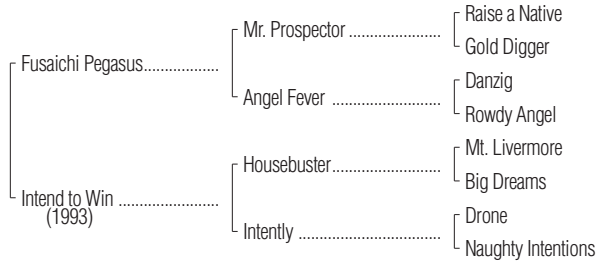 Raise a Native
Mr. Prospector ......................
Gold Digger
Fusaichi Pegasus..................
Danzig
Angel Fever ..........................
Rowdy Angel
Mt. Livermore
Housebuster..........................
Big Dreams
Intend to Win ........................
(1993)
Drone
Intently ..................................
Naughty Intentions